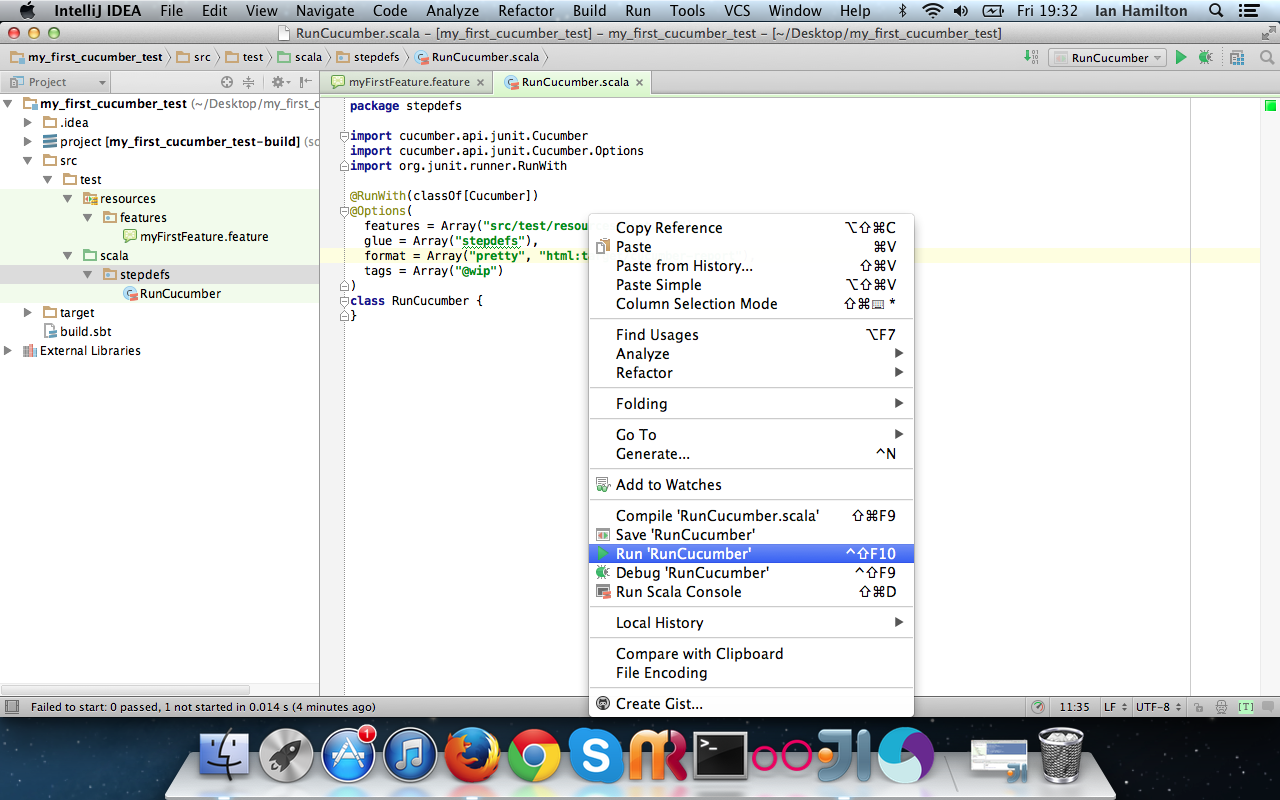 IntelliJ IDEA File Edit View Navigate Code Analyze Refactor Build Run Tools VCS Window Help Fri 19:32 Ian Hamilton
RunCucumber.scala - [my_first_cucumber_test] - my_first_cucumber_test - [~/Desktop/my_first_cucumber_test]
my_first_cucumber_test src test scala stepdefs RunCucumber.scala RunCucumber
Project
myFirstFeature.feature RunCucumber.scala
my_first_cucumber_test (~/Desktop/my_first_c
.idea
project [my_first_cucumber_test-build] (sc
src
test
resources
features
myFirstFeature.feature
scala
stepdefs
RunCucumber
target
build.sbt
External Libraries
package stepdefs
import cucumber.api.junit.Cucumber
import cucumber.api.junit.Cucumber.Options
import org.junit.runner.RunWith
@RunWith(classOf[Cucumber])
@Options(
features = Array("src/test/resou
glue = Array("stepdefs"),
format = Array("pretty", "html:t
tags = Array("@wip")
)
class RunCucumber {
}
Copy Reference ⌥⇧⌘C
Paste ⌘V
Paste from History... ⇧⌘V
Paste Simple ⌥⇧⌘V
Column Selection Mode ⇧⌘⌨ *
Find Usages ⌥F7
Analyze
Refactor
Folding
Go To
Generate... ^N
Add to Watches
Compile 'RunCucumber.scala' ⇧⌘F9
Save 'RunCucumber'
Run 'RunCucumber' ^⇧F10
Debug 'RunCucumber' ^⇧F9
Run Scala Console ⇧⌘D
Local History
Compare with Clipboard
File Encoding
Create Gist...
Failed to start: 0 passed, 1 not started in 0.014 s (4 minutes ago) 11:35 LF UTF-8 [T]
1